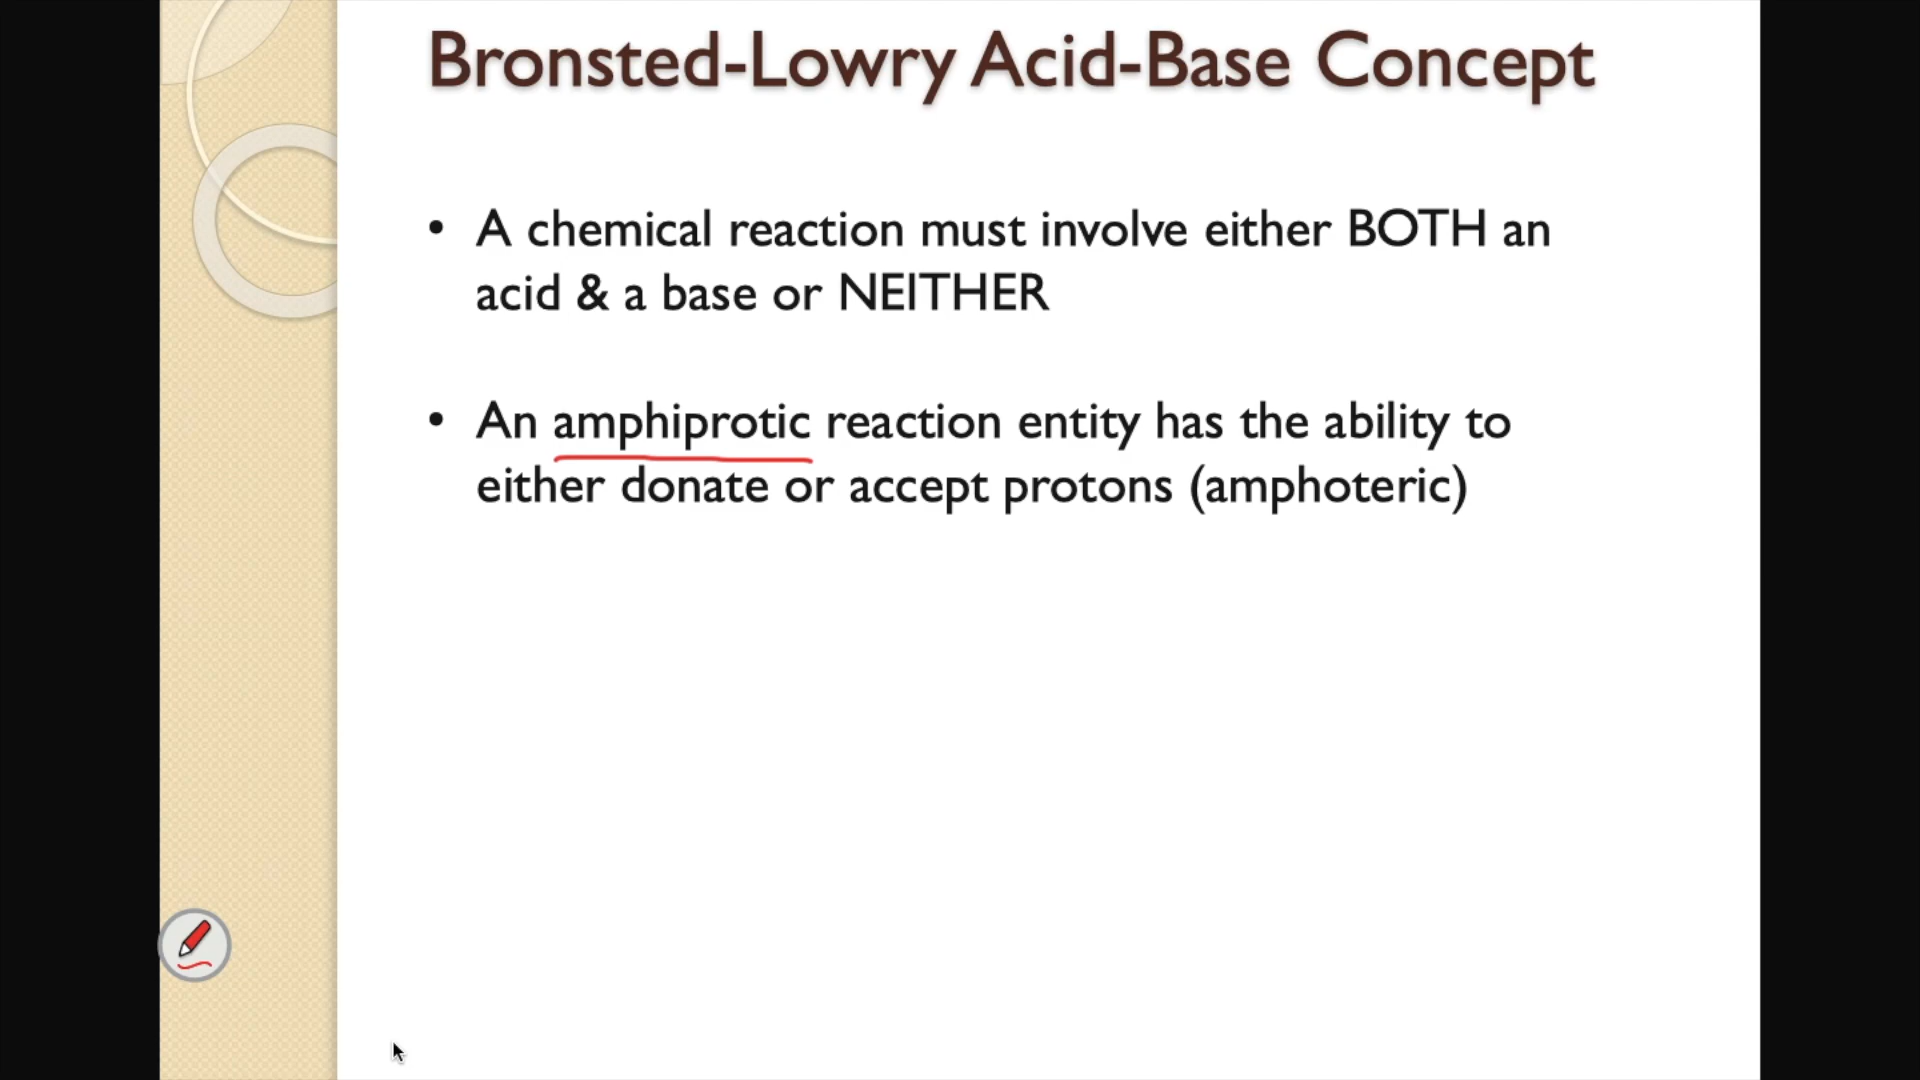 Bronsted-Lowry Acid-Base Concept
• A chemical reaction must involve either BOTH an
acid & a base or NEITHER
• An amphiprotic reaction entity has the ability to
either donate or accept protons (amphoteric)